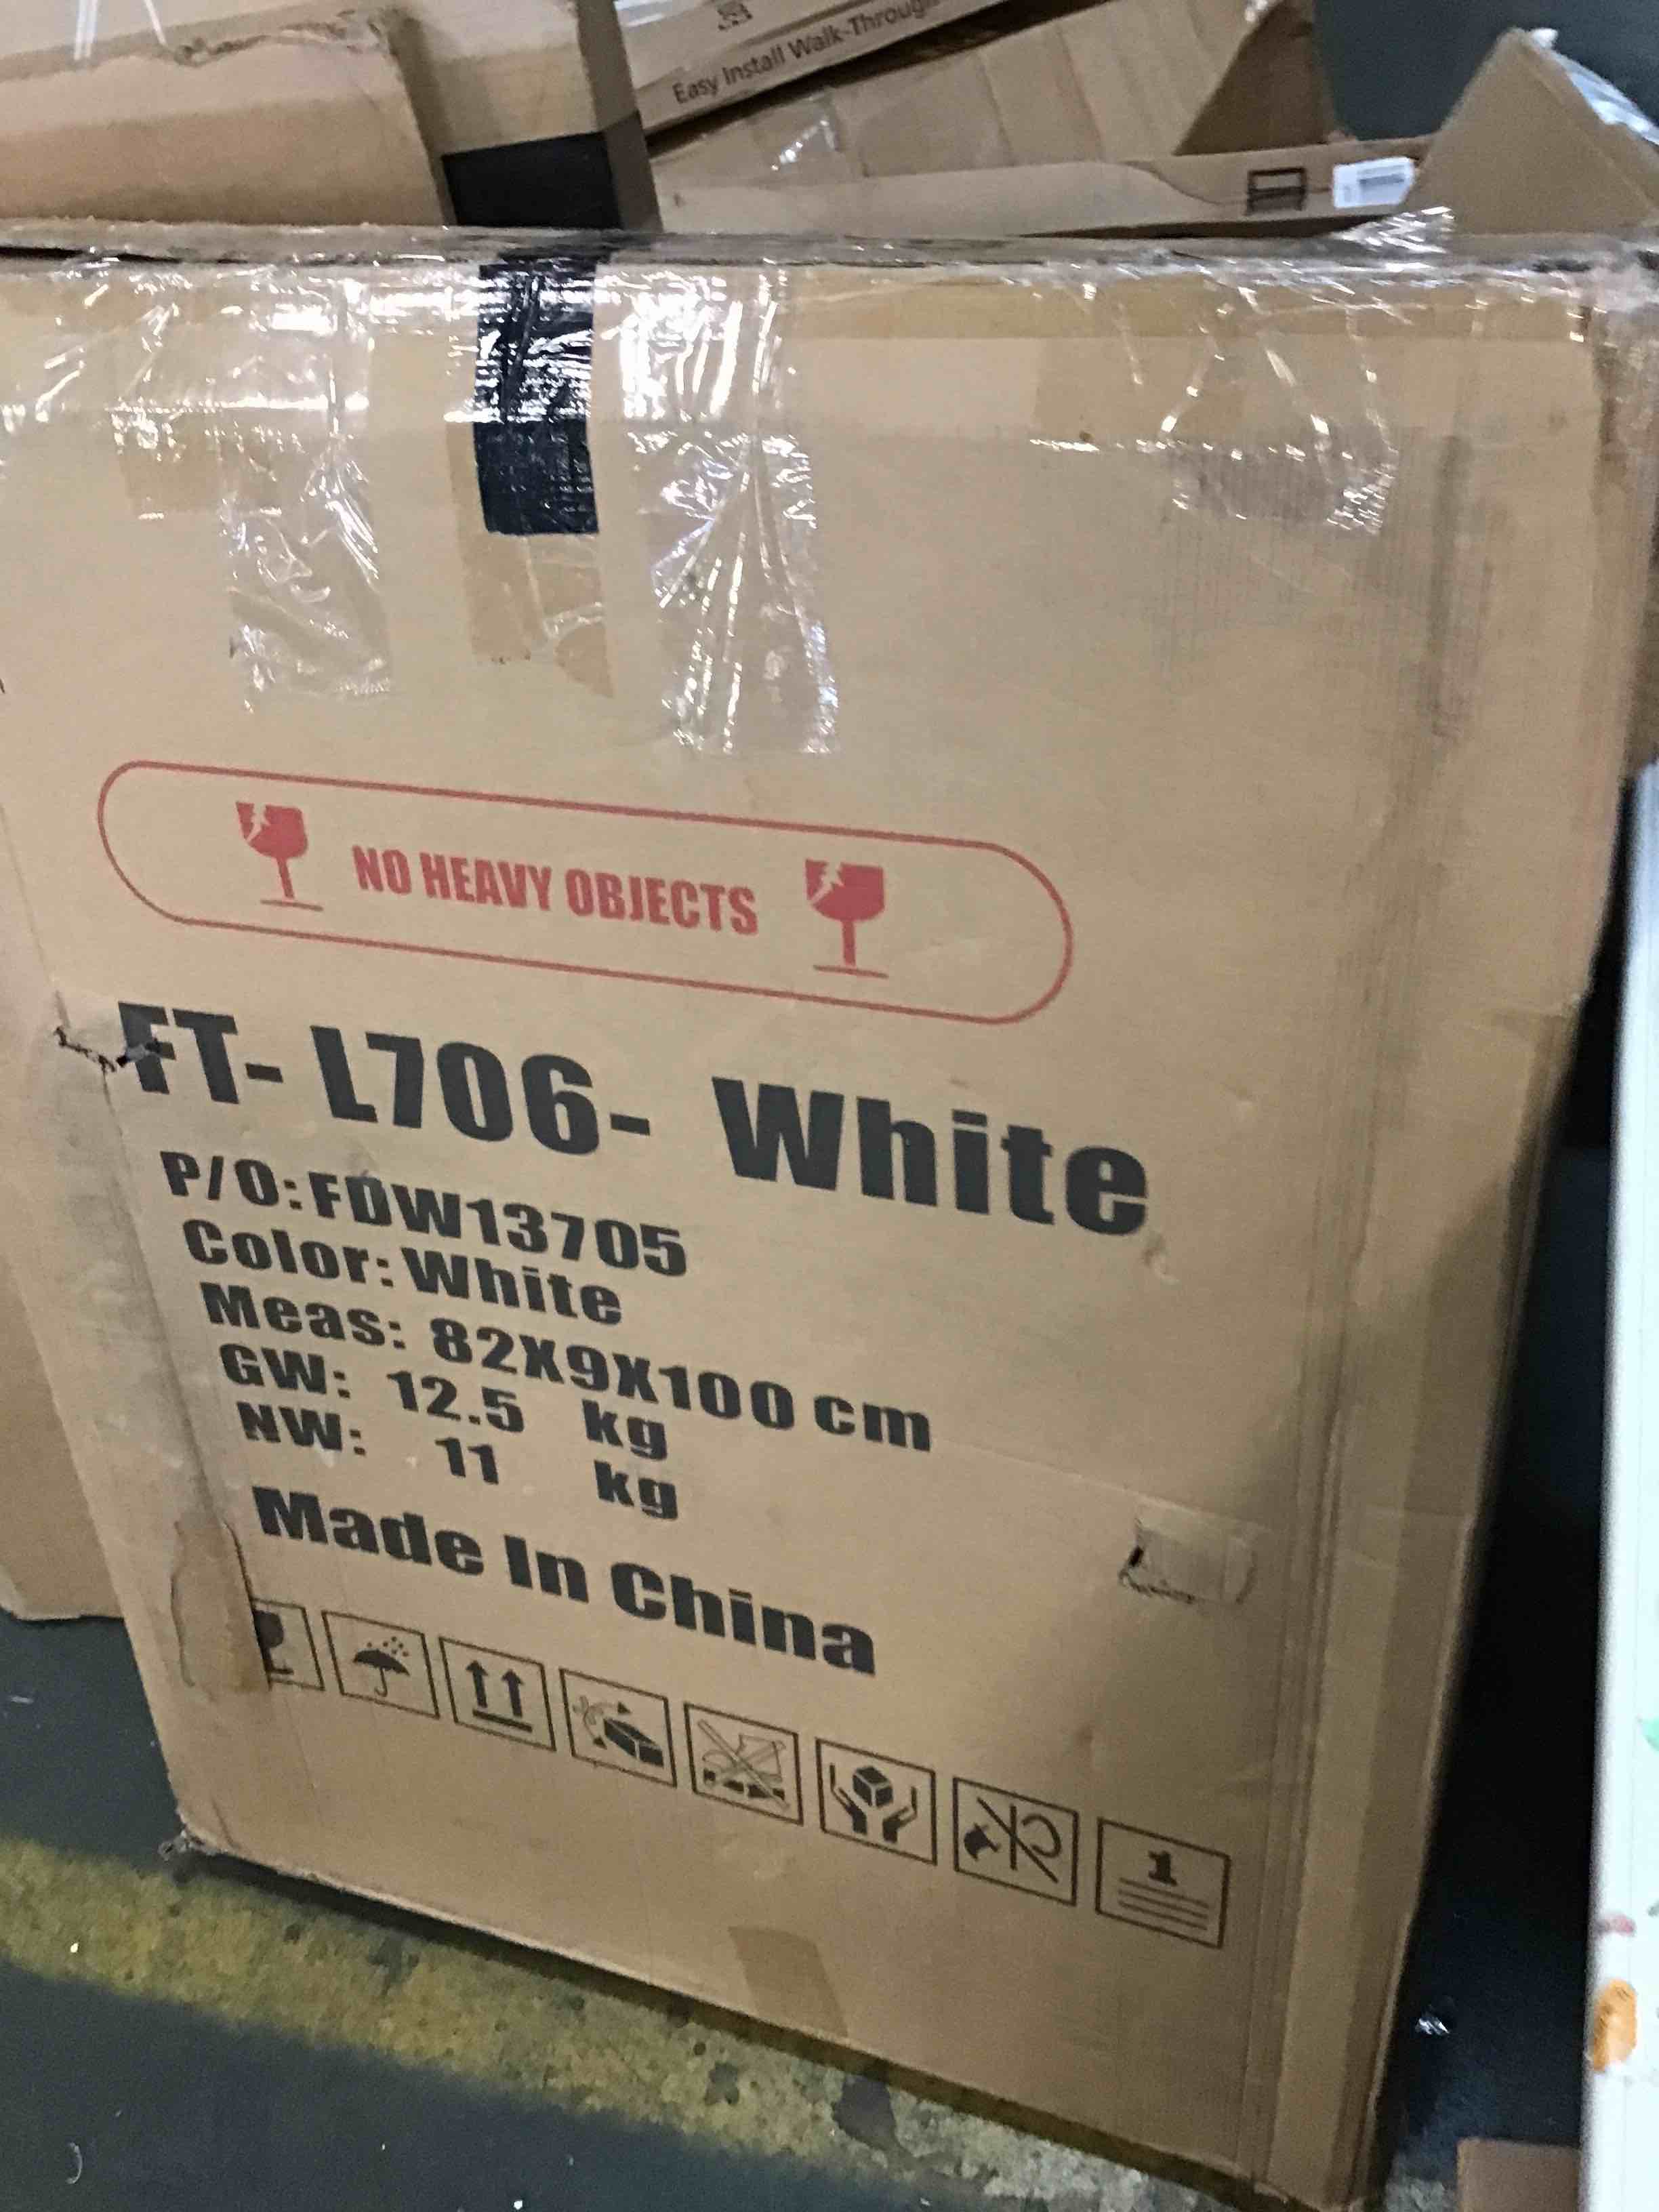 Easy Install Walk-Through
NO HEAVY OBJECTS
FT- L706- White
P/O:FDW13705
Color:White
Meas: 82X9X100 cm
GW: 12.5 kg
NW: 11 kg
Made In China
1